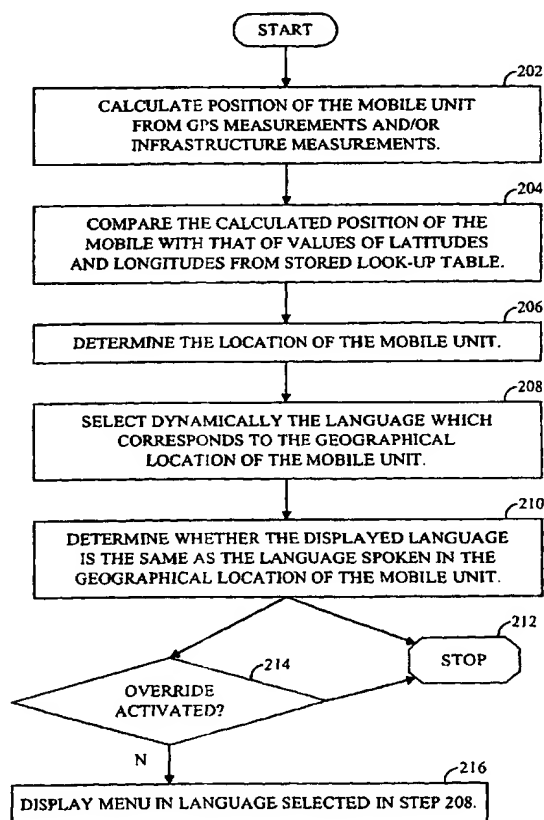 START
202
CALCULATE POSITION OF THE MOBILE UNIT
FROM GPS MEASUREMENTS AND/OR
INFRASTRUCTURE MEASUREMENTS.
204
COMPARE THE CALCULATED POSITION OF THE
MOBILE WITH THAT OF VALUES OF LATITUDES
AND LONGITUDES FROM STORED LOOK-UP TABLE.
206
DETERMINE THE LOCATION OF THE MOBILE UNIT.
208
SELECT DYNAMICALLY THE LANGUAGE WHICH
CORRESPONDS TO THE GEOGRAPHICAL
LOCATION OF THE MOBILE UNIT.
210
DETERMINE WHETHER THE DISPLAYED LANGUAGE
IS THE SAME AS THE LANGUAGE SPOKEN IN THE
GEOGRAPHICAL LOCATION OF THE MOBILE UNIT.
212
STOP
214
OVERRIDE
ACTIVATED?
N
216
DISPLAY MENU IN LANGUAGE SELECTED IN STEP 208.